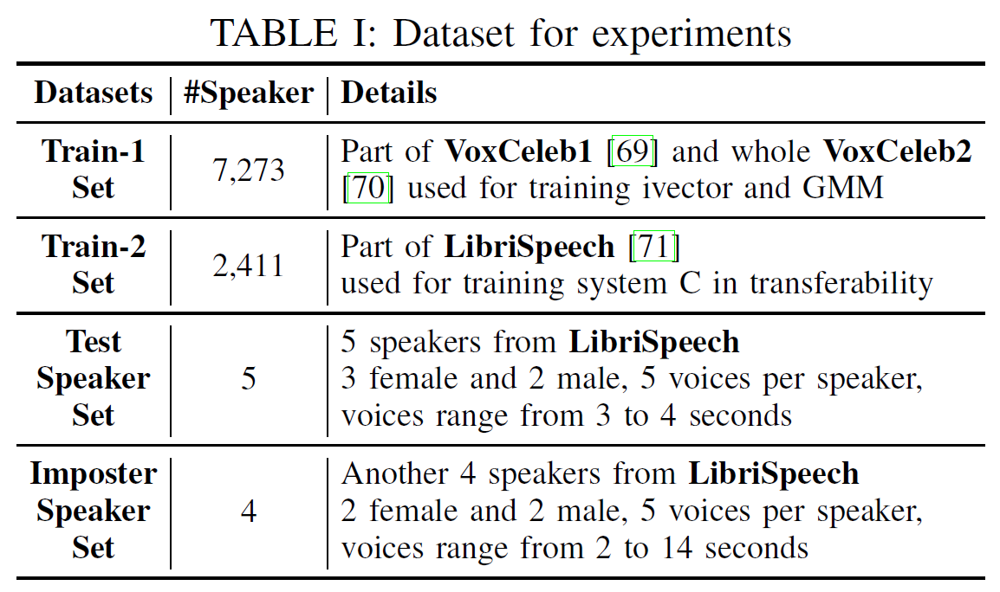 TABLE I: Dataset for experiments
Datasets #Speaker Details
Train-1 Set 7,273 Part of VoxCeleb1 [69] and whole VoxCeleb2
[70] used for training ivector and GMM
Train-2 Set 2,411 Part of LibriSpeech [71]
used for training system C in transferability
Test Speaker Set 5 5 speakers from LibriSpeech
3 female and 2 male, 5 voices per speaker,
voices range from 3 to 4 seconds
Imposter Speaker Set 4 Another 4 speakers from LibriSpeech
2 female and 2 male, 5 voices per speaker,
voices range from 2 to 14 seconds